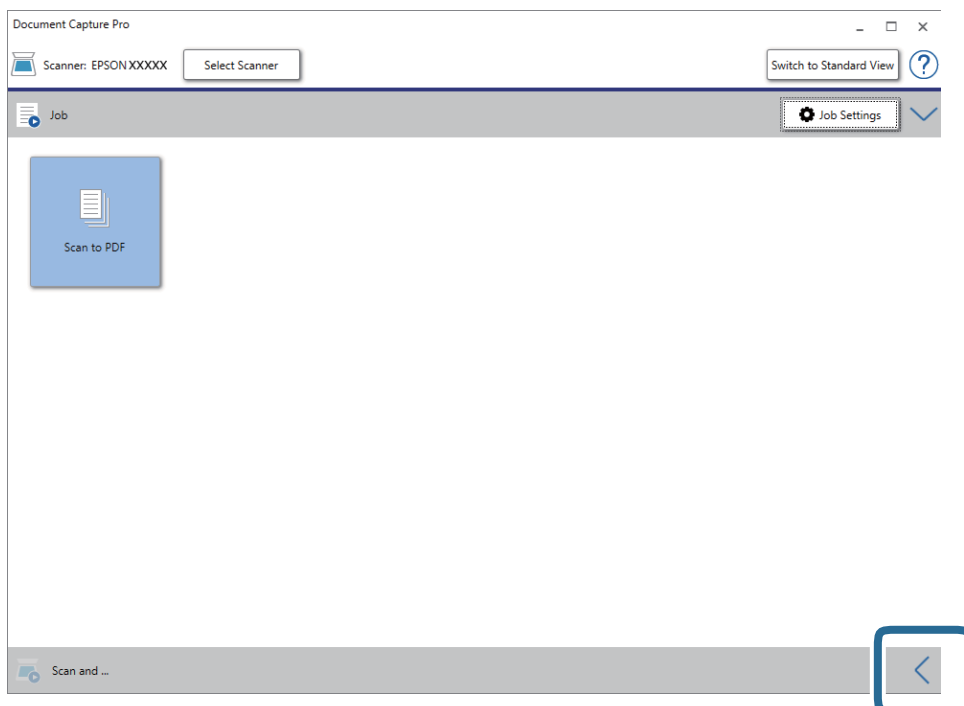 Document Capture Pro
Scanner: EPSON XXXXX
Select Scanner
Switch to Standard View
?
Job
Job Settings
Scan to PDF
Scan and ...